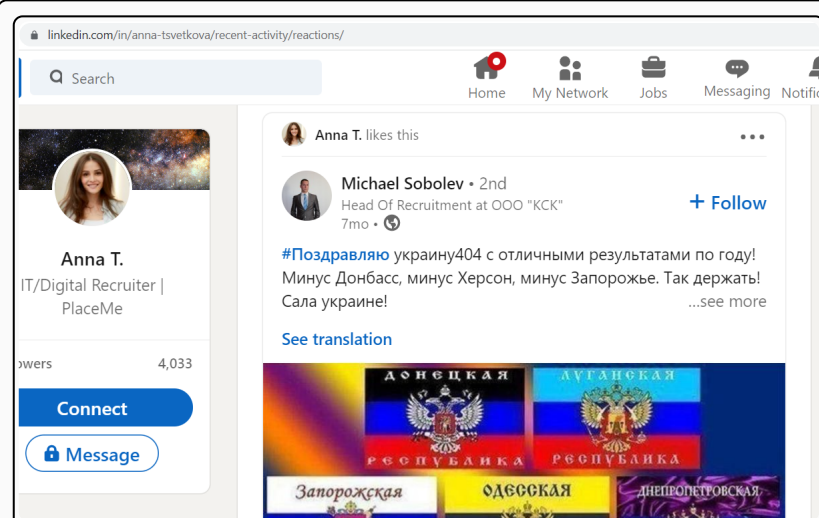 linkedin.com/in/anna-tsvetkova/recent-activity/reactions/
Search
Home
My Network
Jobs
Messaging
Anna T. likes this
Michael Sobolev • 2nd
Head Of Recruitment at ООО "КСК"
7mo •
+ Follow
#Поздравляю украину404 с отличными результатами по году!
Минус Донбасс, минус Херсон, минус Запорожье. Так держать!
Сала украине!
...see more
See translation
Anna T.
IT/Digital Recruiter |
PlaceMe
4,033
Connect
Message
ДОНЕЦКАЯ
РЕСПУБЛИКА
ЛУГАНСКАЯ
РЕСПУБЛИКА
Запорожская
ОДЕССКАЯ
ДНЕПРОПЕТРОВСКАЯ